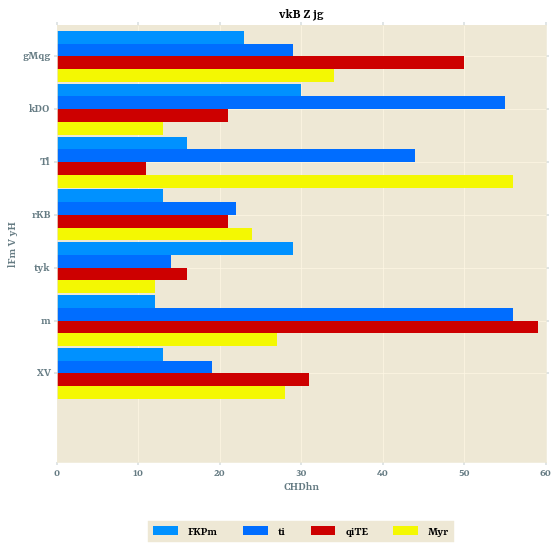 vkB Z jg
gMqg
kDO
Tl
rKB
tyk
m
XV
lFm V yH
0 10 20 30 40 50 60
CHDhn
FKPm ti qiTE Myr